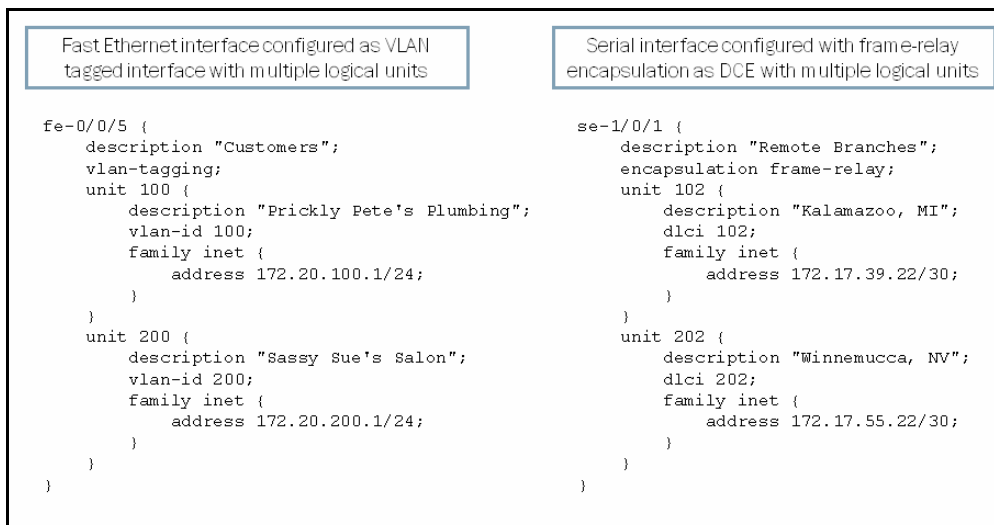 Fast Ethernet interface configured as VLAN
tagged interface with multiple logical units
fe-0/0/5 {
    description "Customers";
    vlan-tagging;
    unit 100 {
        description "Prickly Pete's Plumbing";
        vlan-id 100;
        family inet {
            address 172.20.100.1/24;
        }
    }
    unit 200 {
        description "Sassy Sue's Salon";
        vlan-id 200;
        family inet {
            address 172.20.200.1/24;
        }
    }
}
Serial interface configured with frame-relay
encapsulation as DCE with multiple logical units
se-1/0/1 {
    description "Remote Branches";
    encapsulation frame-relay;
    unit 102 {
        description "Kalamazoo, MI";
        dlci 102;
        family inet {
            address 172.17.39.22/30;
        }
    }
    unit 202 {
        description "Winnemucca, NV";
        dlci 202;
        family inet {
            address 172.17.55.22/30;
        }
    }
}